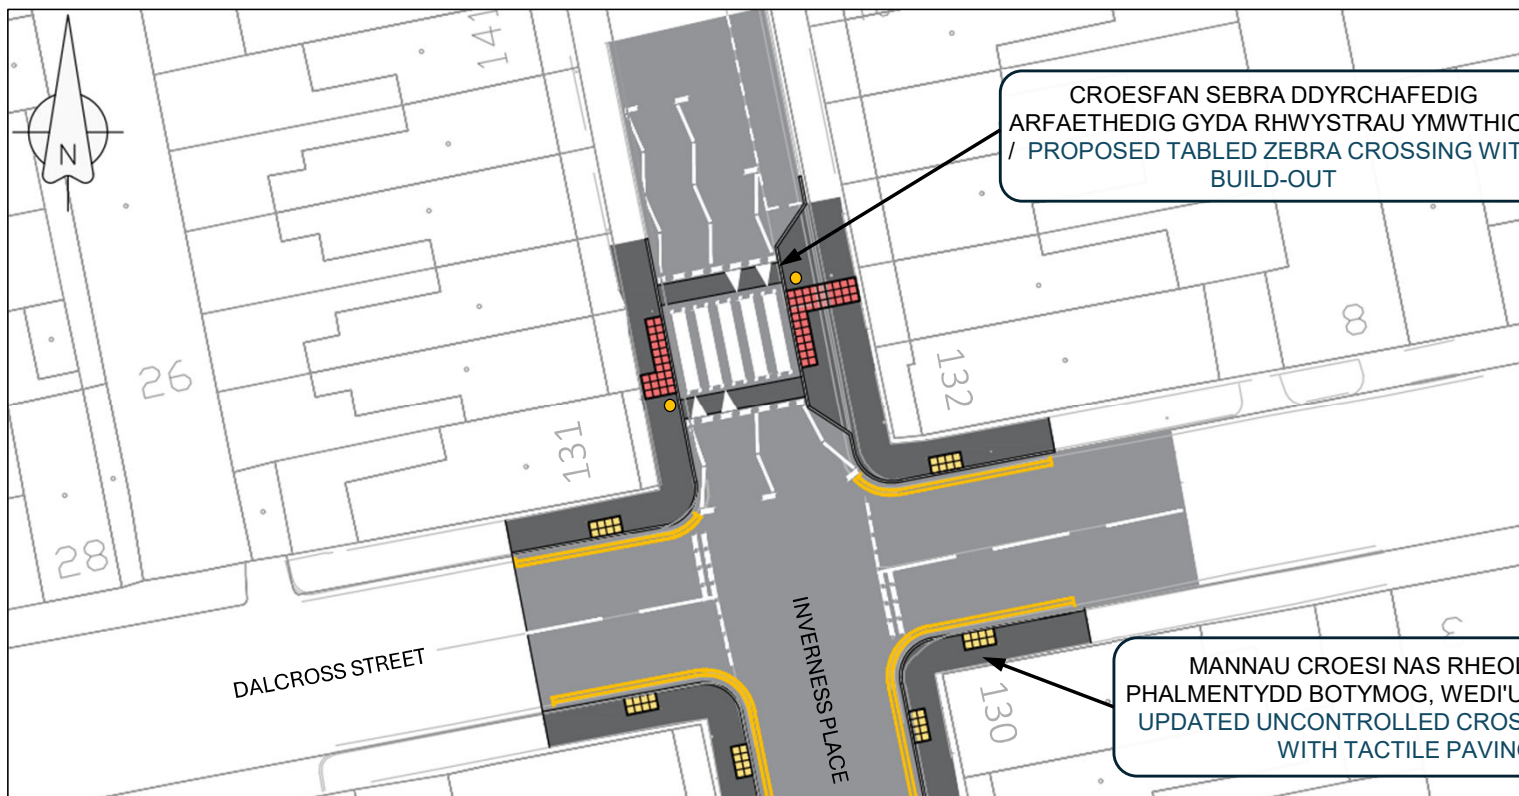 141
CROESFAN SEBRA DDYRCHAFEDIG
ARFAETHEDIG GYDA RHWYSTRAU
/ PROPOSED TABLED ZEBRA CROSSING
BUILD-OUT
N
26
8
132
131
28
INVERNESS PLACE
DALCROSS STREET
3
130
MANNAU CROESI NAS
PHALMENTYDD BOTYMOG,
UPDATED UNCONTROLLED
WITH TACTILE